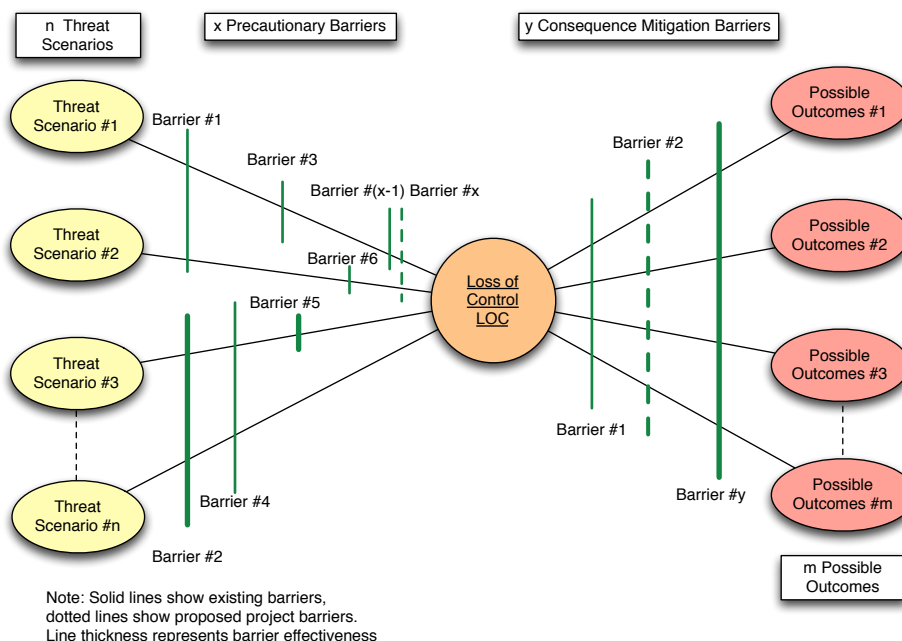 n Threat
Scenarios
x Precautionary Barriers
y Consequence Mitigation Barriers
Threat
Scenario #1
Barrier #1
Barrier #3
Barrier #(x-1)
Barrier #x
Barrier #2
Possible
Outcomes #1
Threat
Scenario #2
Barrier #6
Possible
Outcomes #2
Loss of
Control
LOC
Barrier #5
Threat
Scenario #3
Possible
Outcomes #3
Barrier #1
Threat
Scenario #n
Barrier #4
Barrier #y
Possible
Outcomes #m
Barrier #2
m Possible
Outcomes
Note: Solid lines show existing barriers,
dotted lines show proposed project barriers.
Line thickness represents barrier effectiveness